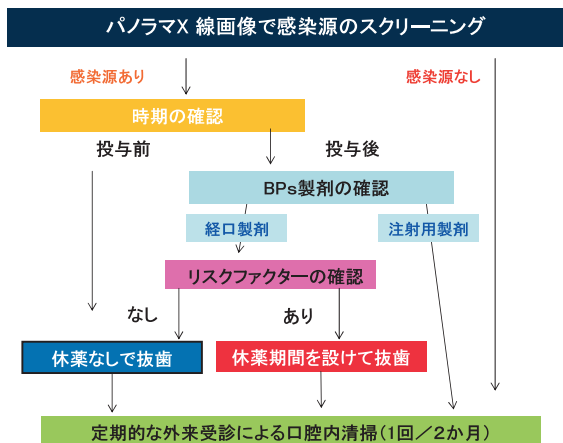 パノラマX 線画像で感染源のスクリーニング
感染源あり
感染源なし
時期の確認
投与前
投与後
BPs製剤の確認
経口製剤
注射用製剤
リスクファクターの確認
なし
あり
休薬なしで抜歯
休薬期間を設けて抜歯
定期的な外来受診による口腔内清掃(1回／2か月)